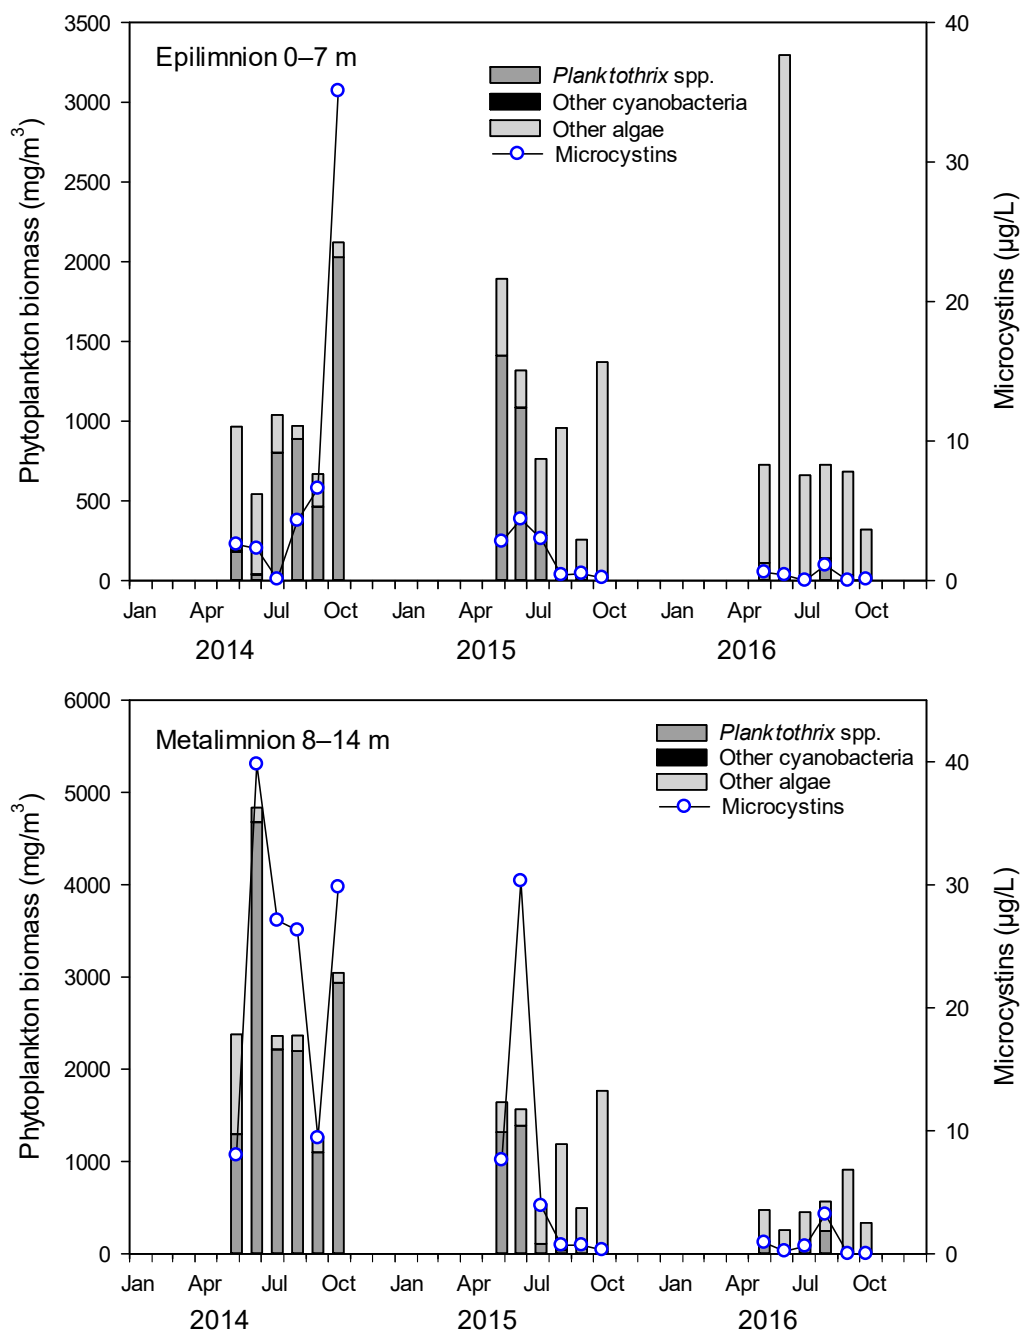 Epilimnion 0–7 m
Planktothrix spp.
Other cyanobacteria
Other algae
Microcystins
Phytoplankton biomass (mg/m³)
3500
3000
3500
2000
1500
1000
500
0
Microcystins (µg/L)
40
30
20
10
0
Jan Apr Jul Oct Jan Apr Jul Oct Jan Apr Jul Oct
2014 2015 2016
Metalimnion 8–14 m
Planktothrix spp.
Other cyanobacteria
Other algae
Microcystins
Phytoplankton biomass (mg/m³)
6000
5000
4000
3000
2000
1000
0
Microcystins (µg/L)
40
30
20
10
0
Jan Apr Jul Oct Jan Apr Jul Oct Jan Apr Jul Oct
2014 2015 2016